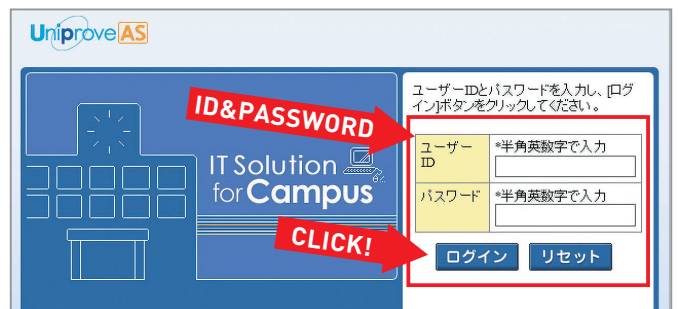 Uniprove AS
ユーザーIDとパスワードを入力し、[ログ
イン]ボタンをクリックしてください。
ID&PASSWORD
ユーザー
ID
*半角英数字で入力
IT Solution
for Campus
パスワード
*半角英数字で入力
CLICK!
ログイン
リセット